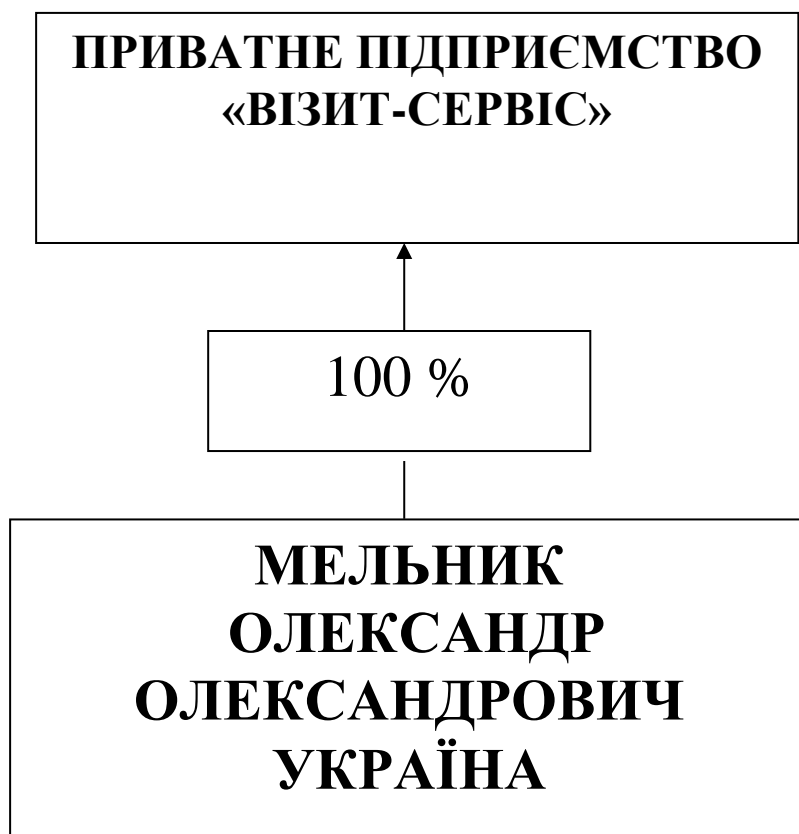 ПРИВАТНЕ ПІДПРИЄМСТВО
«ВІЗИТ-СЕРВІС»
100 %
МЕЛЬНИК
ОЛЕКСАНДР
ОЛЕКСАНДРОВИЧ
УКРАЇНА